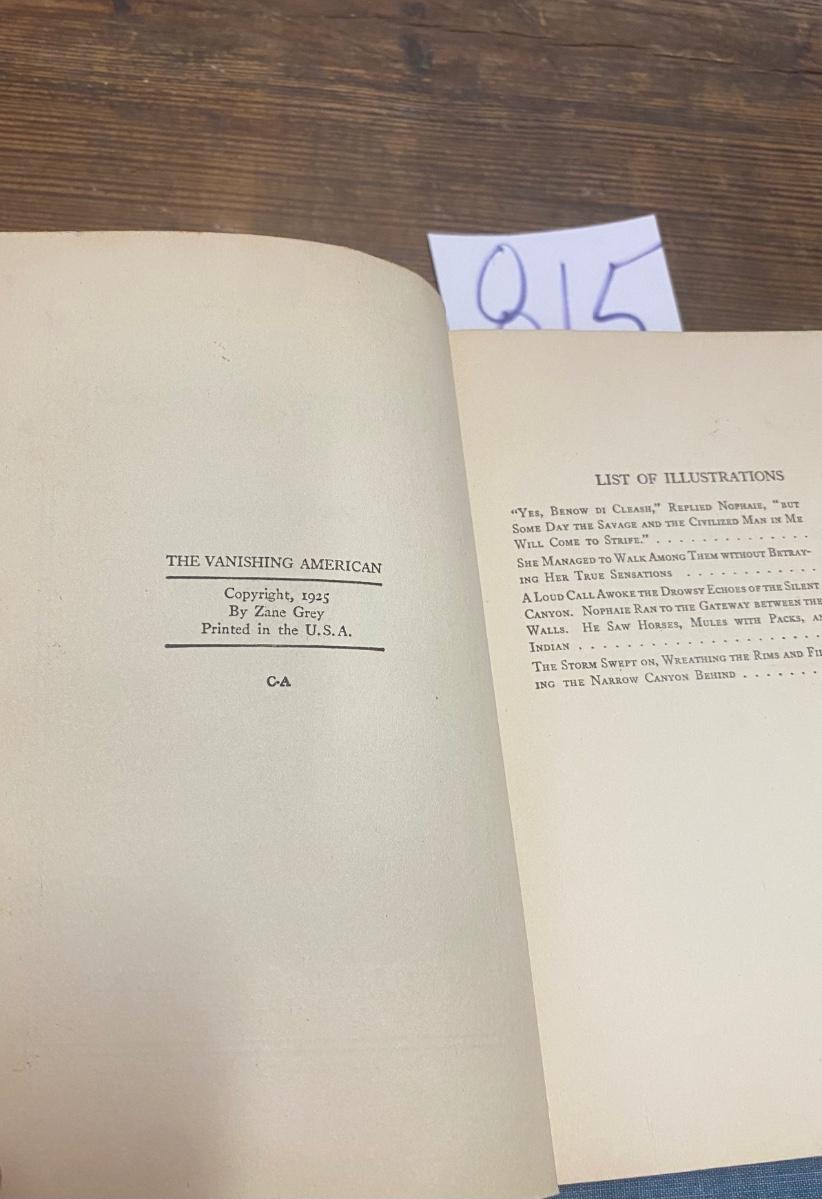 815
THE VANISHING AMERICAN
Copyright, 1925
By Zane Grey
Printed in the U.S.A.
C-A
LIST OF ILLUSTRATIONS
"Yes, Benow di Cleash," Replied Nophaie, "but
Some Day the Savage and the Civilized Man in Me
Will Come to Strife." . . . . . . . . . . . .
She Managed to Walk Among Them without Betray-
ing Her True Sensations . . . . . . . . . .
A Loud Call Awoke the Drowsy Echoes of the Silent
Canyon. Nophaie Ran to the Gateway between the
Walls. He Saw Horses, Mules with Packs,
Indian . . . . . . . . . . . . . . . . . .
The Storm Swept on, Wreathing the Rims and
ing the Narrow Canyon Behind . . . . . . .